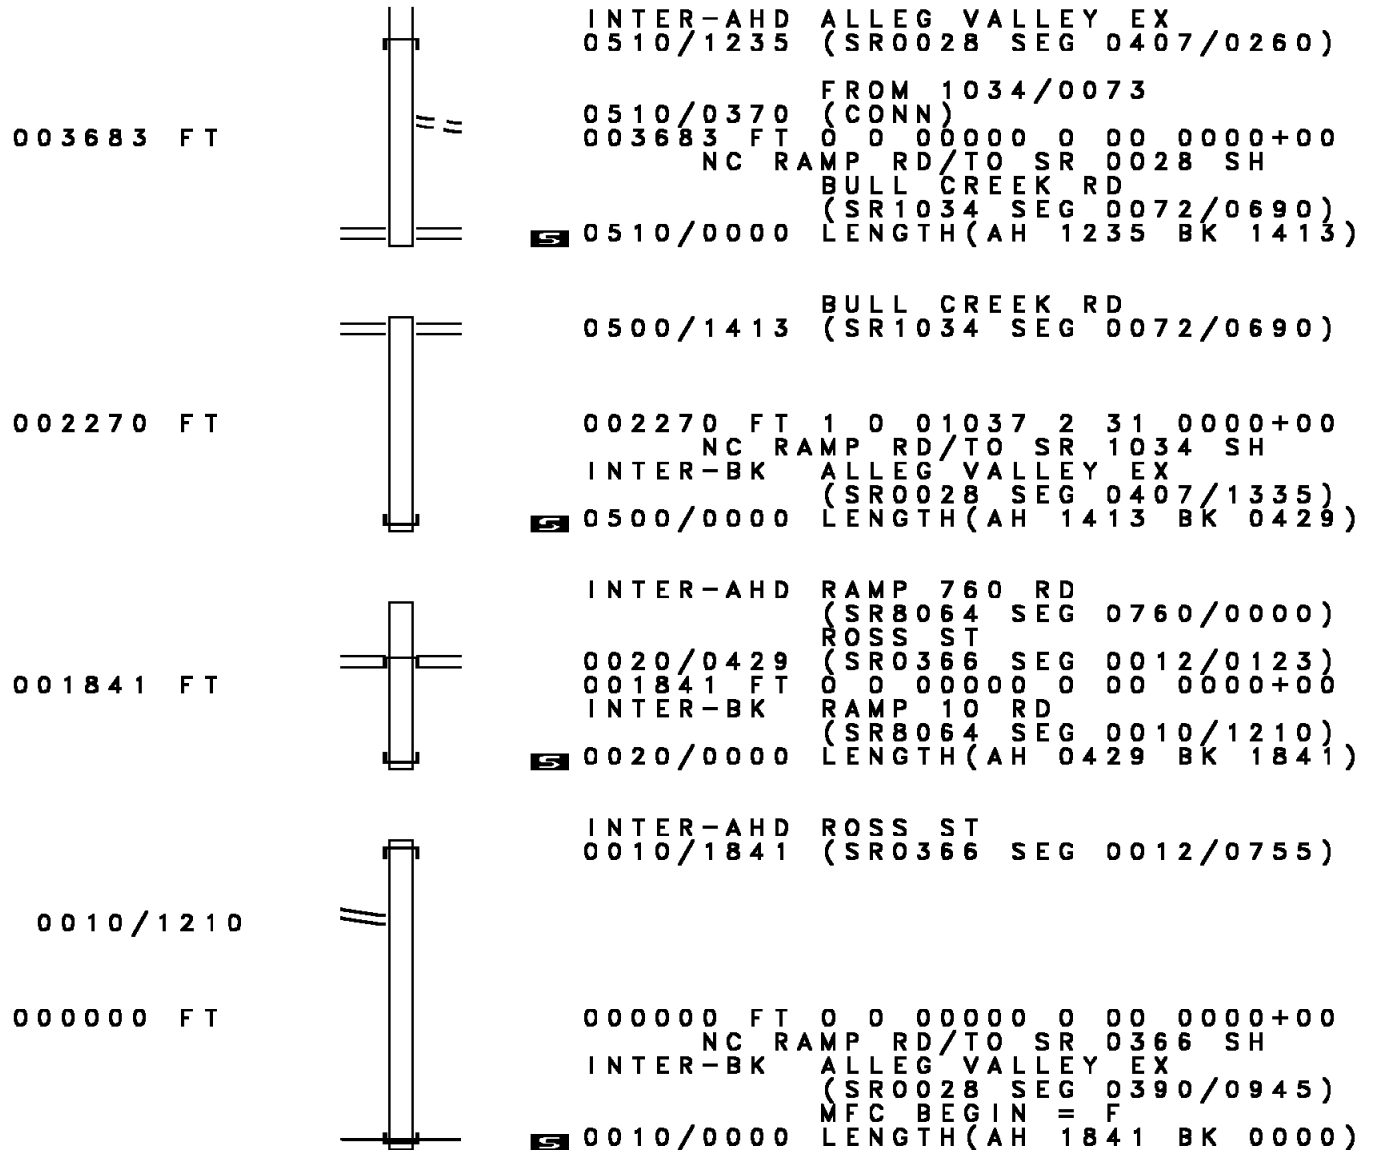 INTER-AHD ALLEG VALLEY EX
0510/1235 (SR0028 SEG 0407/0260)
FROM 1034/0073
0510/0370 (CONN)
003683 FT 003683 FT 0 0 00000 0 00 0000+00
NC RAMP RD/TO SR 0028 SH
BULL CREEK RD
(SR1034 SEG 0072/0690)
S 0510/0000 LENGTH(AH 1235 BK 1413)
BULL CREEK RD
0500/1413 (SR1034 SEG 0072/0690)
002270 FT 002270 FT 1 0 01037 2 31 0000+00
NC RAMP RD/TO SR 1034 SH
INTER-BK ALLEG VALLEY EX
(SR0028 SEG 0407/1335)
S 0500/0000 LENGTH(AH 1413 BK 0429)
INTER-AHD RAMP 760 RD
(SR8064 SEG 0760/0000)
ROSS ST
0020/0429 (SR0366 SEG 0012/0123)
001841 FT 001841 FT 0 0 00000 0 00 0000+00
INTER-BK RAMP 10 RD
(SR8064 SEG 0010/1210)
S 0020/0000 LENGTH(AH 0429 BK 1841)
INTER-AHD ROSS ST
0010/1841 (SR0366 SEG 0012/0755)
0010/1210
000000 FT 000000 FT 0 0 00000 0 00 0000+00
NC RAMP RD/TO SR 0366 SH
INTER-BK ALLEG VALLEY EX
(SR0028 SEG 0390/0945)
MFC BEGIN = F
S 0010/0000 LENGTH(AH 1841 BK 0000)